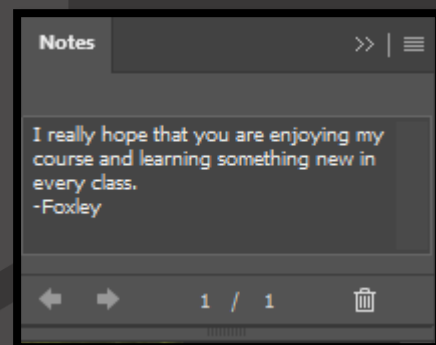 Notes
I really hope that you are enjoying my
course and learning something new in
every class.
-Foxley
1 / 1